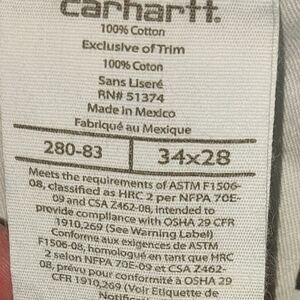 carhartt.
100% Cotton
Exclusive of Trim
100% Coton
Sans Liseré
RN# 51374
Made in Mexico
Fabriqué au Mexique
280-83 34x28
Meets the requirements of ASTM F1506-
08, classified as HRC 2 per NFPA 70E-
09 and CSA Z462-08, intended to
provide compliance with OSHA 29 CFR
1910.269 (See Warning Label)
Conforme aux exigences de ASTM
F1506-08, homologué en tant que HRC
2 selon NFPA 70E-09 et CSA Z462-
08, prévu pour conformité à OSHA 29
CFR 1910,269 (Voir Etiquette de